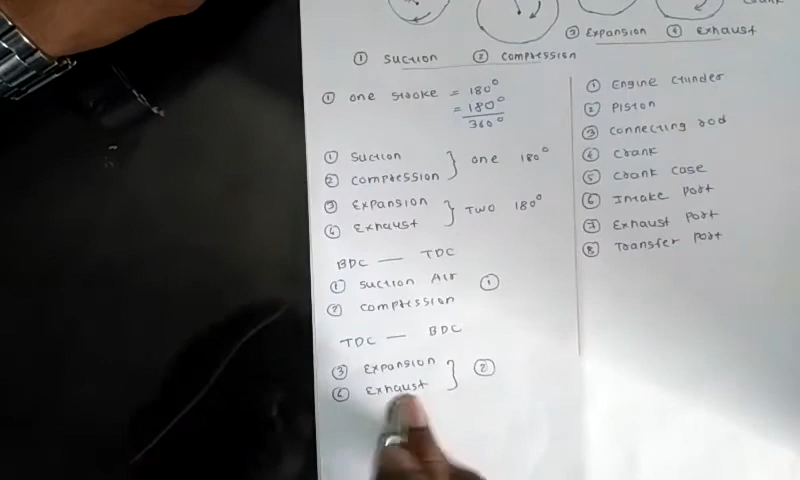 ③ Expansion ④ Exhaust
① Suction ② Compression
① One Stroke = 180°
= 180°
360°
① Suction
② Compression } One 180°
③ Expansion
④ Exhaust } Two 180°
BDC — TDC
① Suction Air
② Compression ①
TDC — BDC
③ Expansion
④ Exhaust } ②
① Engine Cylinder
② Piston
③ Connecting rod
④ Crank
⑤ Crank Case
⑥ Intake Port
⑦ Exhaust Port
⑧ Transfer Port